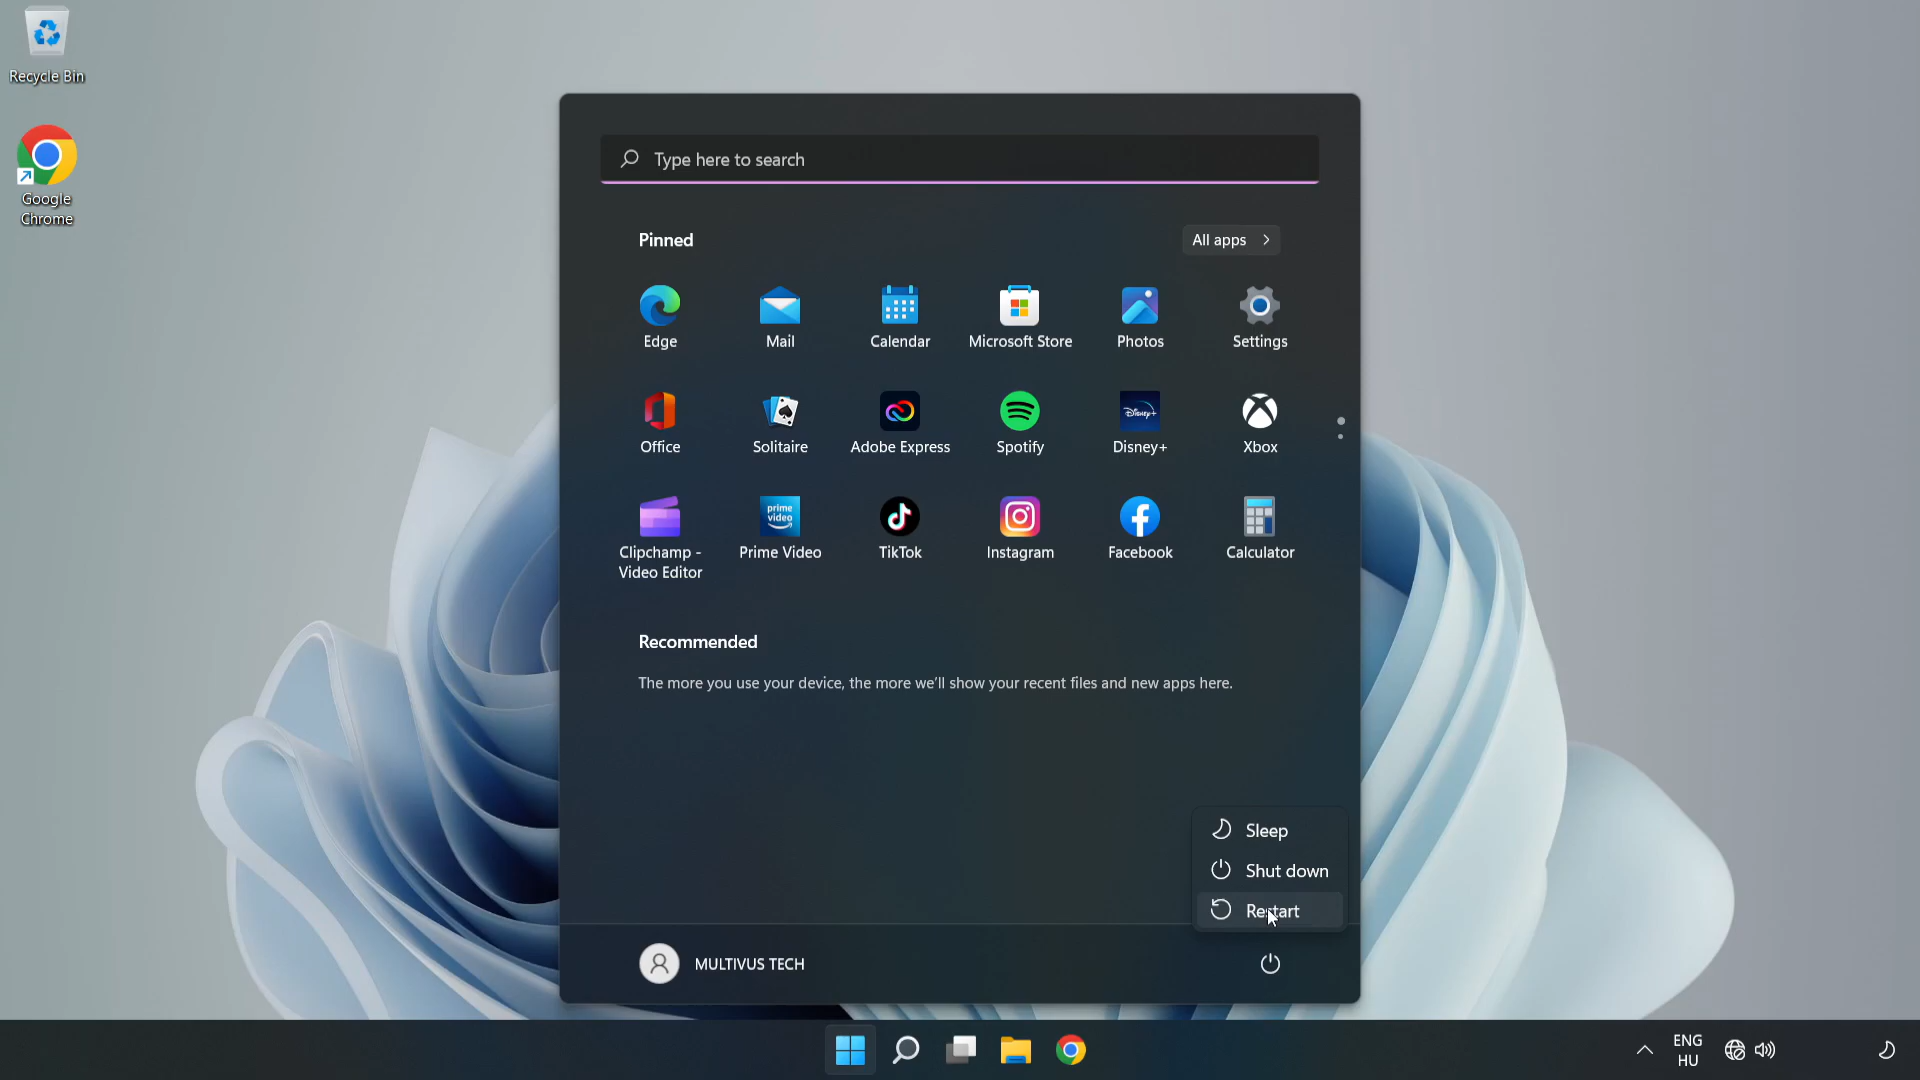 Recycle Bin
Google
Chrome
Type here to search
Pinned
All apps
Edge
Mail
Calendar
Microsoft Store
Photos
Settings
Office
Solitaire
Adobe Express
Spotify
Disney+
Disney+
Xbox
prime
video
Clipchamp -
Video Editor
Prime Video
TikTok
Instagram
Facebook
Calculator
Recommended
The more you use your device, the more we'll show your recent files and new apps here.
Sleep
Shut down
Restart
MULTIVUS TECH
ENG
HU